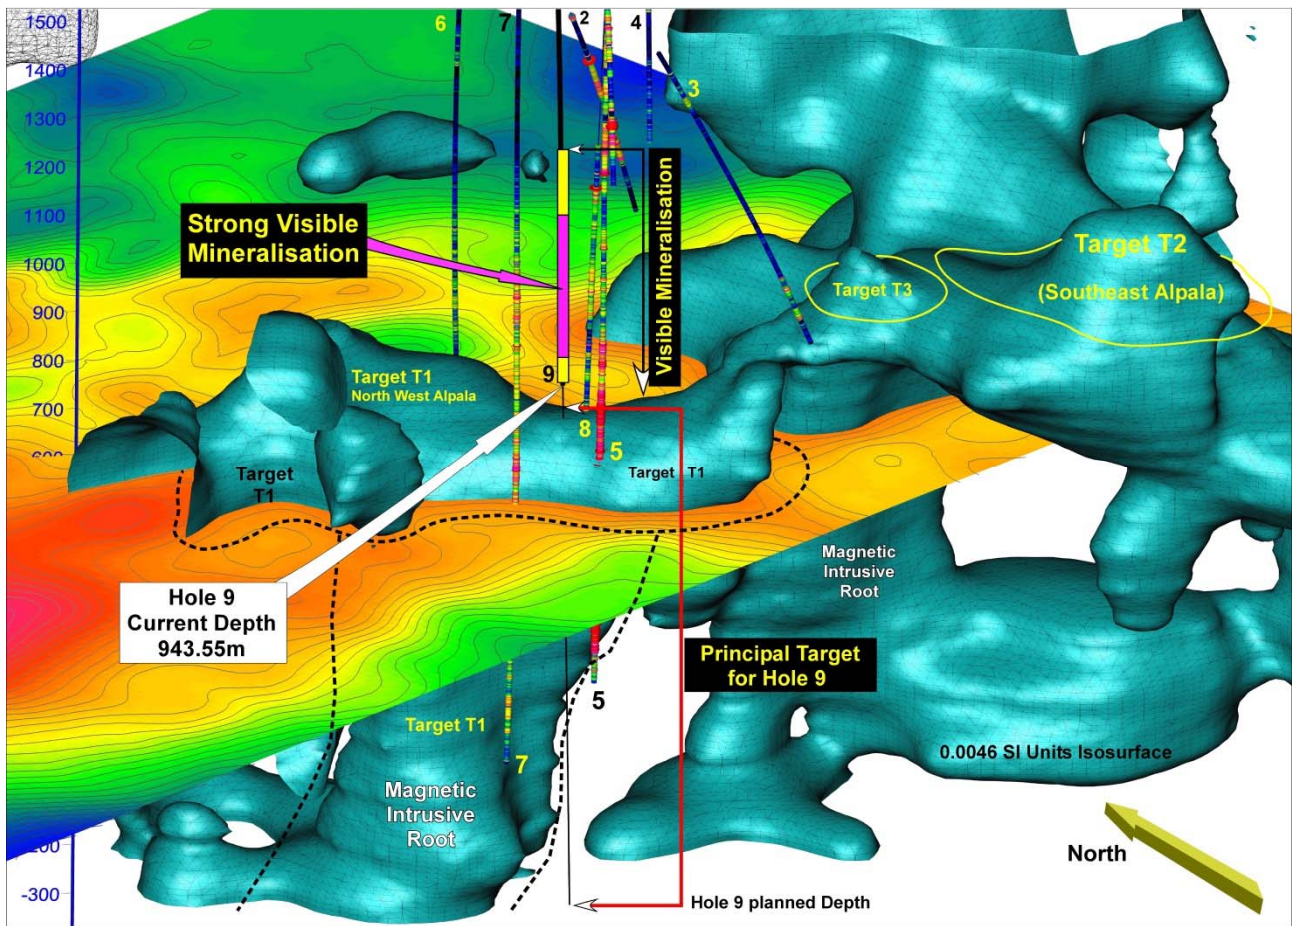 1500
1400
1300
1200
1100
1000
900
800
700
600
-200
-300
6
7
2
4
3
Strong Visible
Mineralisation
Visible Mineralisation
Target T2
(Southeast Alpala)
Target T3
9
Target T1
North West Alpala
8
5
Target T1
Target
T1
Magnetic
Intrusive
Root
Hole 9
Current Depth
943.55m
Principal Target
for Hole 9
5
Target T1
7
0.0046 SI Units Isosurface
Magnetic
Intrusive
Root
North
Hole 9 planned Depth